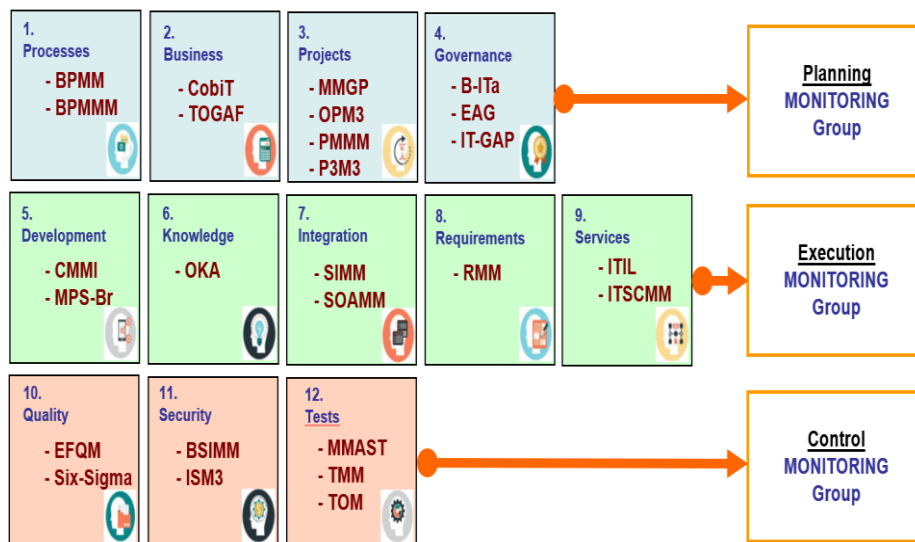 1.
Processes
- BPMM
- BPMMM
2.
Business
- CobiT
- TOGAF
3.
Projects
- MMGP
- OPM3
- PMMM
- P3M3
4.
Governance
- B-ITa
- EAG
- IT-GAP
Planning
MONITORING
Group
5.
Development
- CMMI
- MPS-Br
6.
Knowledge
- OKA
7.
Integration
- SIMM
- SOAMM
8.
Requirements
- RMM
9.
Services
- ITIL
- ITSCMM
Execution
MONITORING
Group
10.
Quality
- EFQM
- Six-Sigma
11.
Security
- BSIMM
- ISM3
12.
Tests
- MMAST
- TMM
- TOM
Control
MONITORING
Group